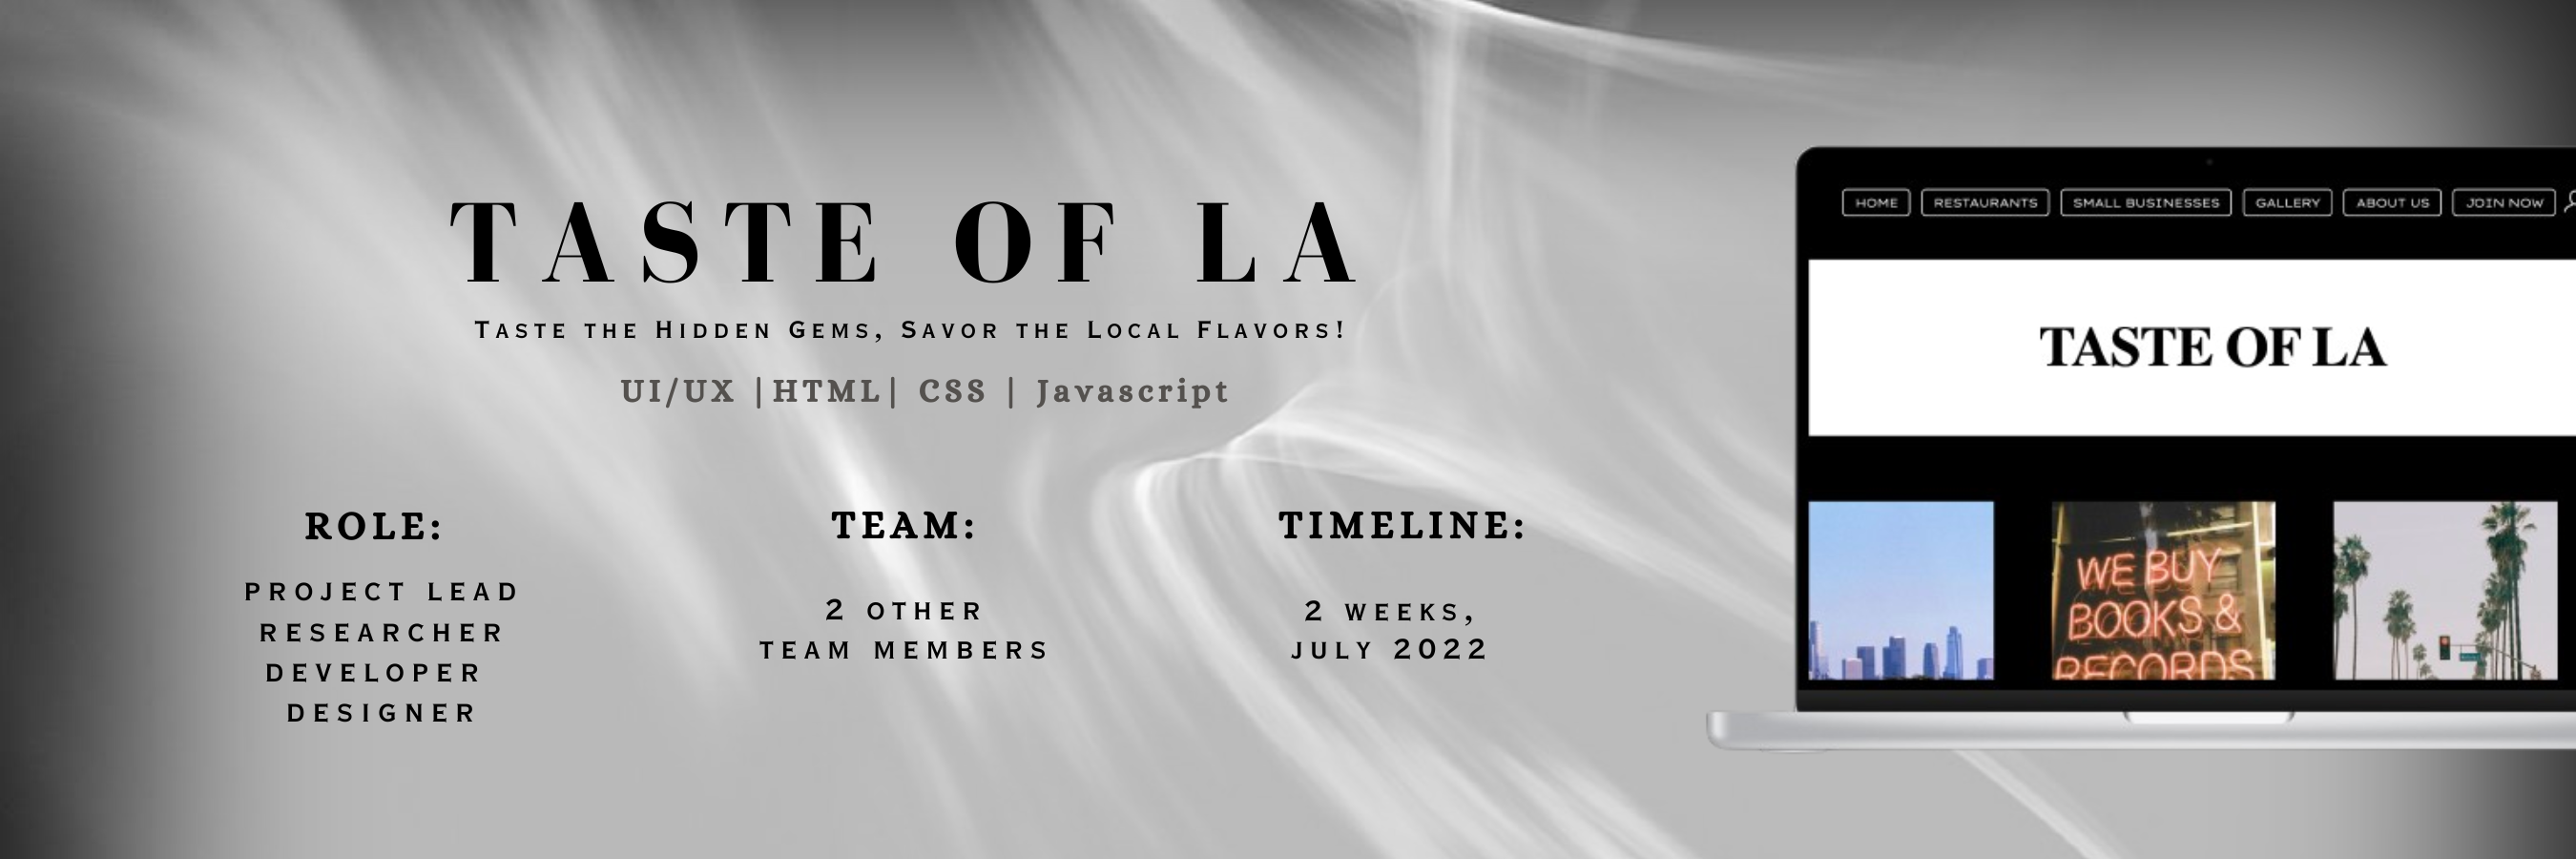 TASTE OF LA
Taste the Hidden Gems, Savor the Local Flavors!
UI/UX |HTML| CSS | Javascript
ROLE:
PROJECT LEAD
RESEARCHER
DEVELOPER
DESIGNER
TEAM:
2 OTHER
TEAM MEMBERS
TIMELINE:
2 WEEKS,
JULY 2022
HOME RESTAURANTS SMALL BUSINESSES GALLERY ABOUT US JOIN NOW
TASTE OF LA
WE BUY
BOOKS &
RECORDS